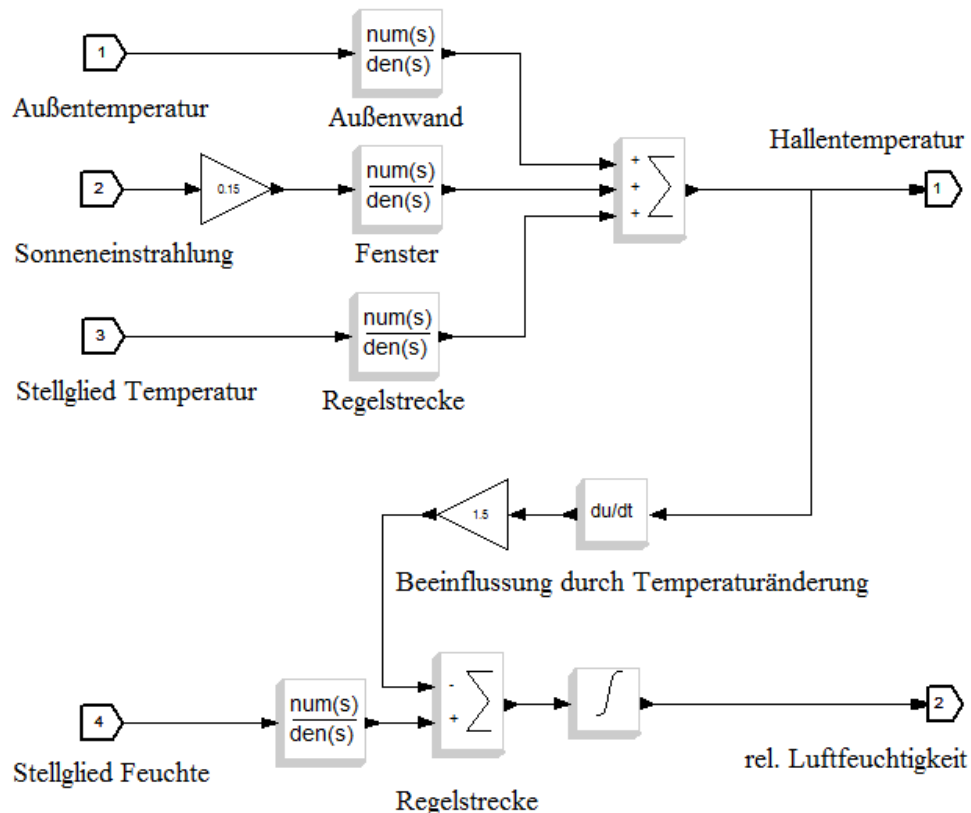 1
num(s)
den(s)
Außentemperatur
Außenwand
Hallentemperatur
2
0.15
num(s)
den(s)
+
+
+
1
Sonneneinstrahlung
Fenster
3
num(s)
den(s)
Stellglied Temperatur
Regelstrecke
1.5
du/dt
Beeinflussung durch Temperaturänderung
4
num(s)
den(s)
-
+
2
Stellglied Feuchte
rel. Luftfeuchtigkeit
Regelstrecke